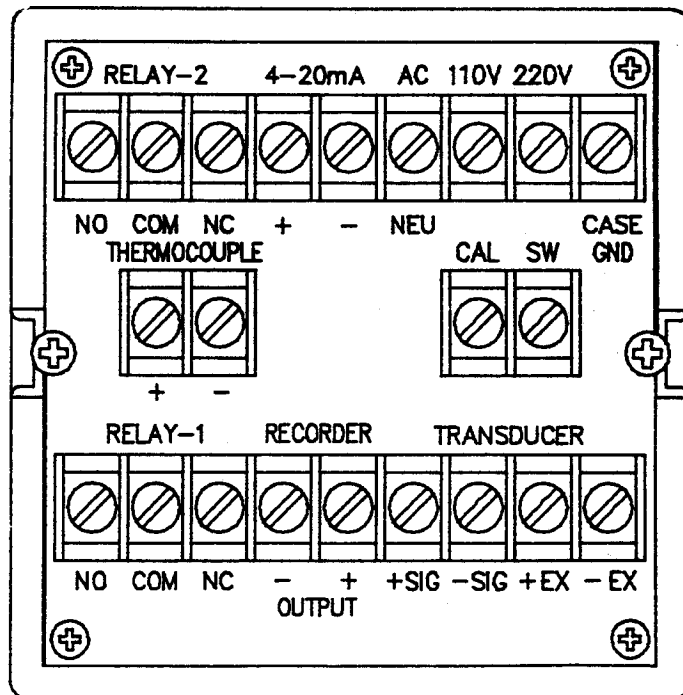 RELAY-2 4-20mA AC 110V 220V
NO COM NC + - NEU CASE
THERMOCOUPLE CAL SW GND
+ -
RELAY-1 RECORDER TRANSDUCER
NO COM NC - + +SIG -SIG +EX -EX
OUTPUT